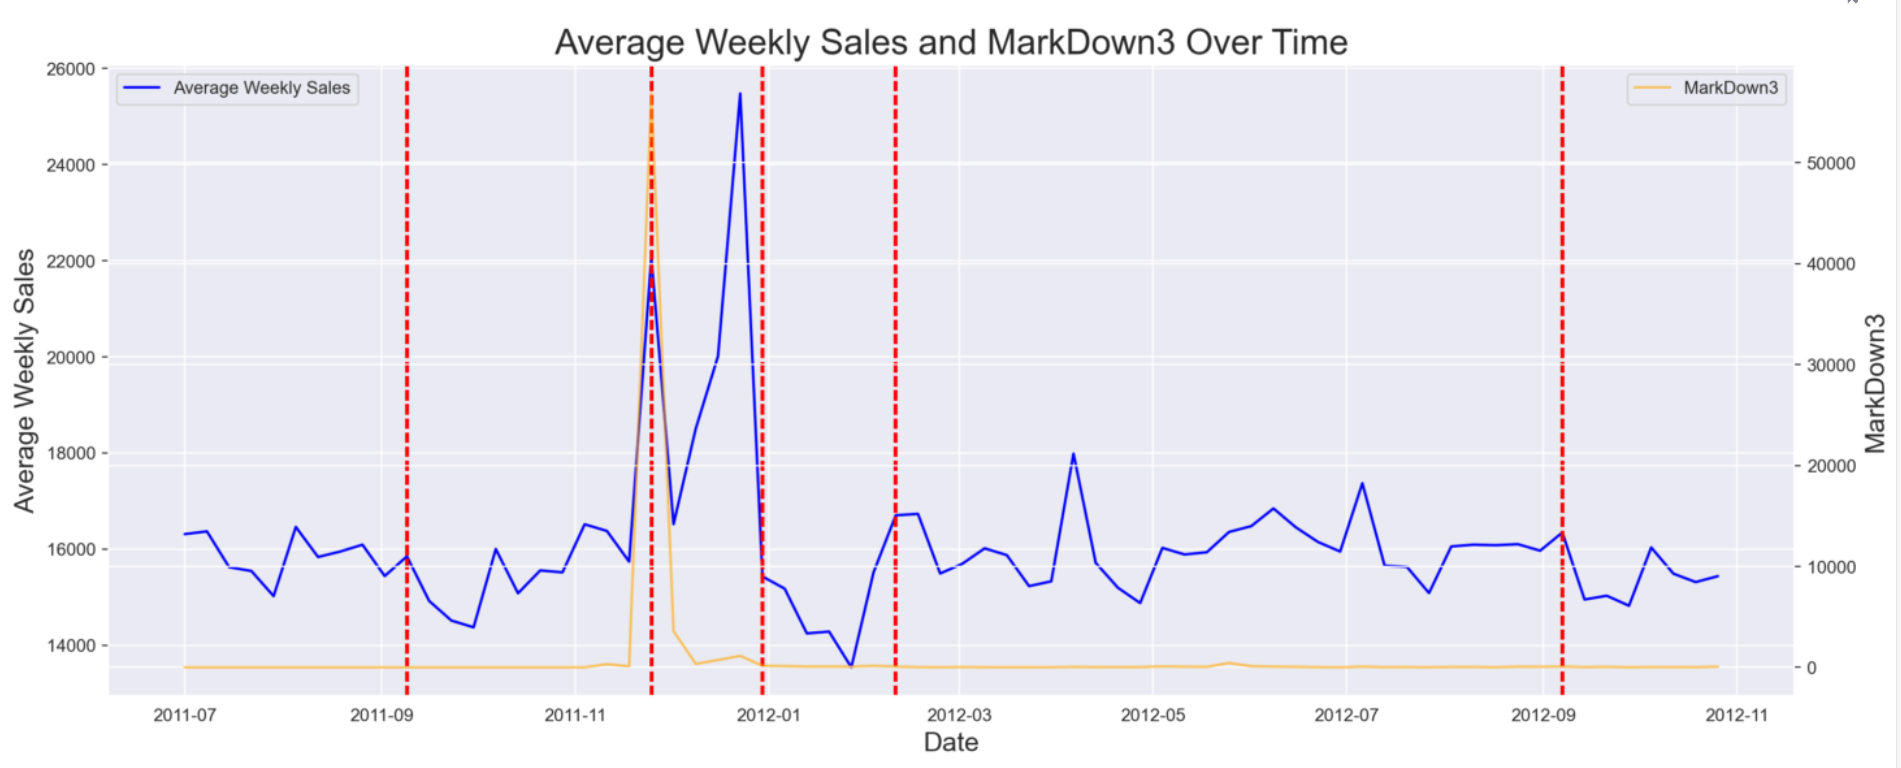 Average Weekly Sales and MarkDown3 Over Time
Average Weekly Sales
MarkDown3
26000
24000
22000
20000
18000
16000
14000
Average Weekly Sales
50000
40000
30000
20000
10000
0
MarkDown3
2011-07 2011-09 2011-11 2012-01 2012-03 2012-05 2012-07 2012-09 2012-11
Date